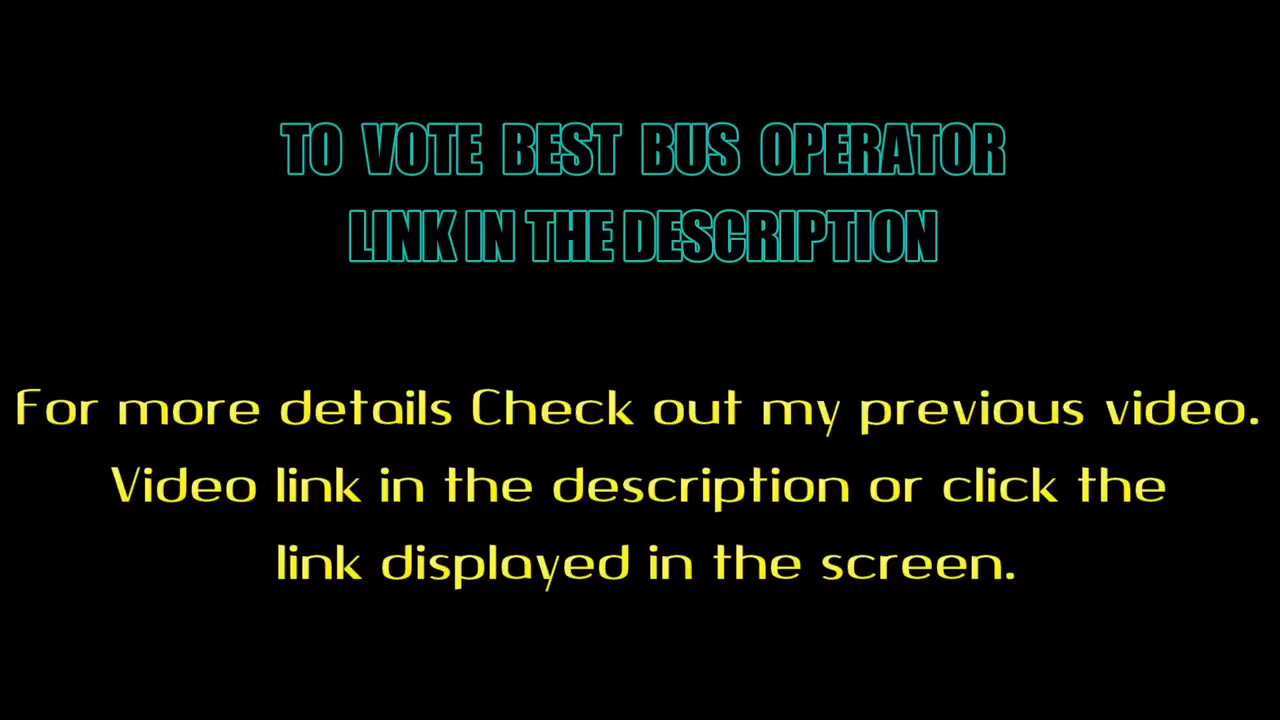 TO VOTE BEST BUS OPERATOR
LINK IN THE DESCRIPTION
For more details Check out my previous video.
Video link in the description or click the
link displayed in the screen.